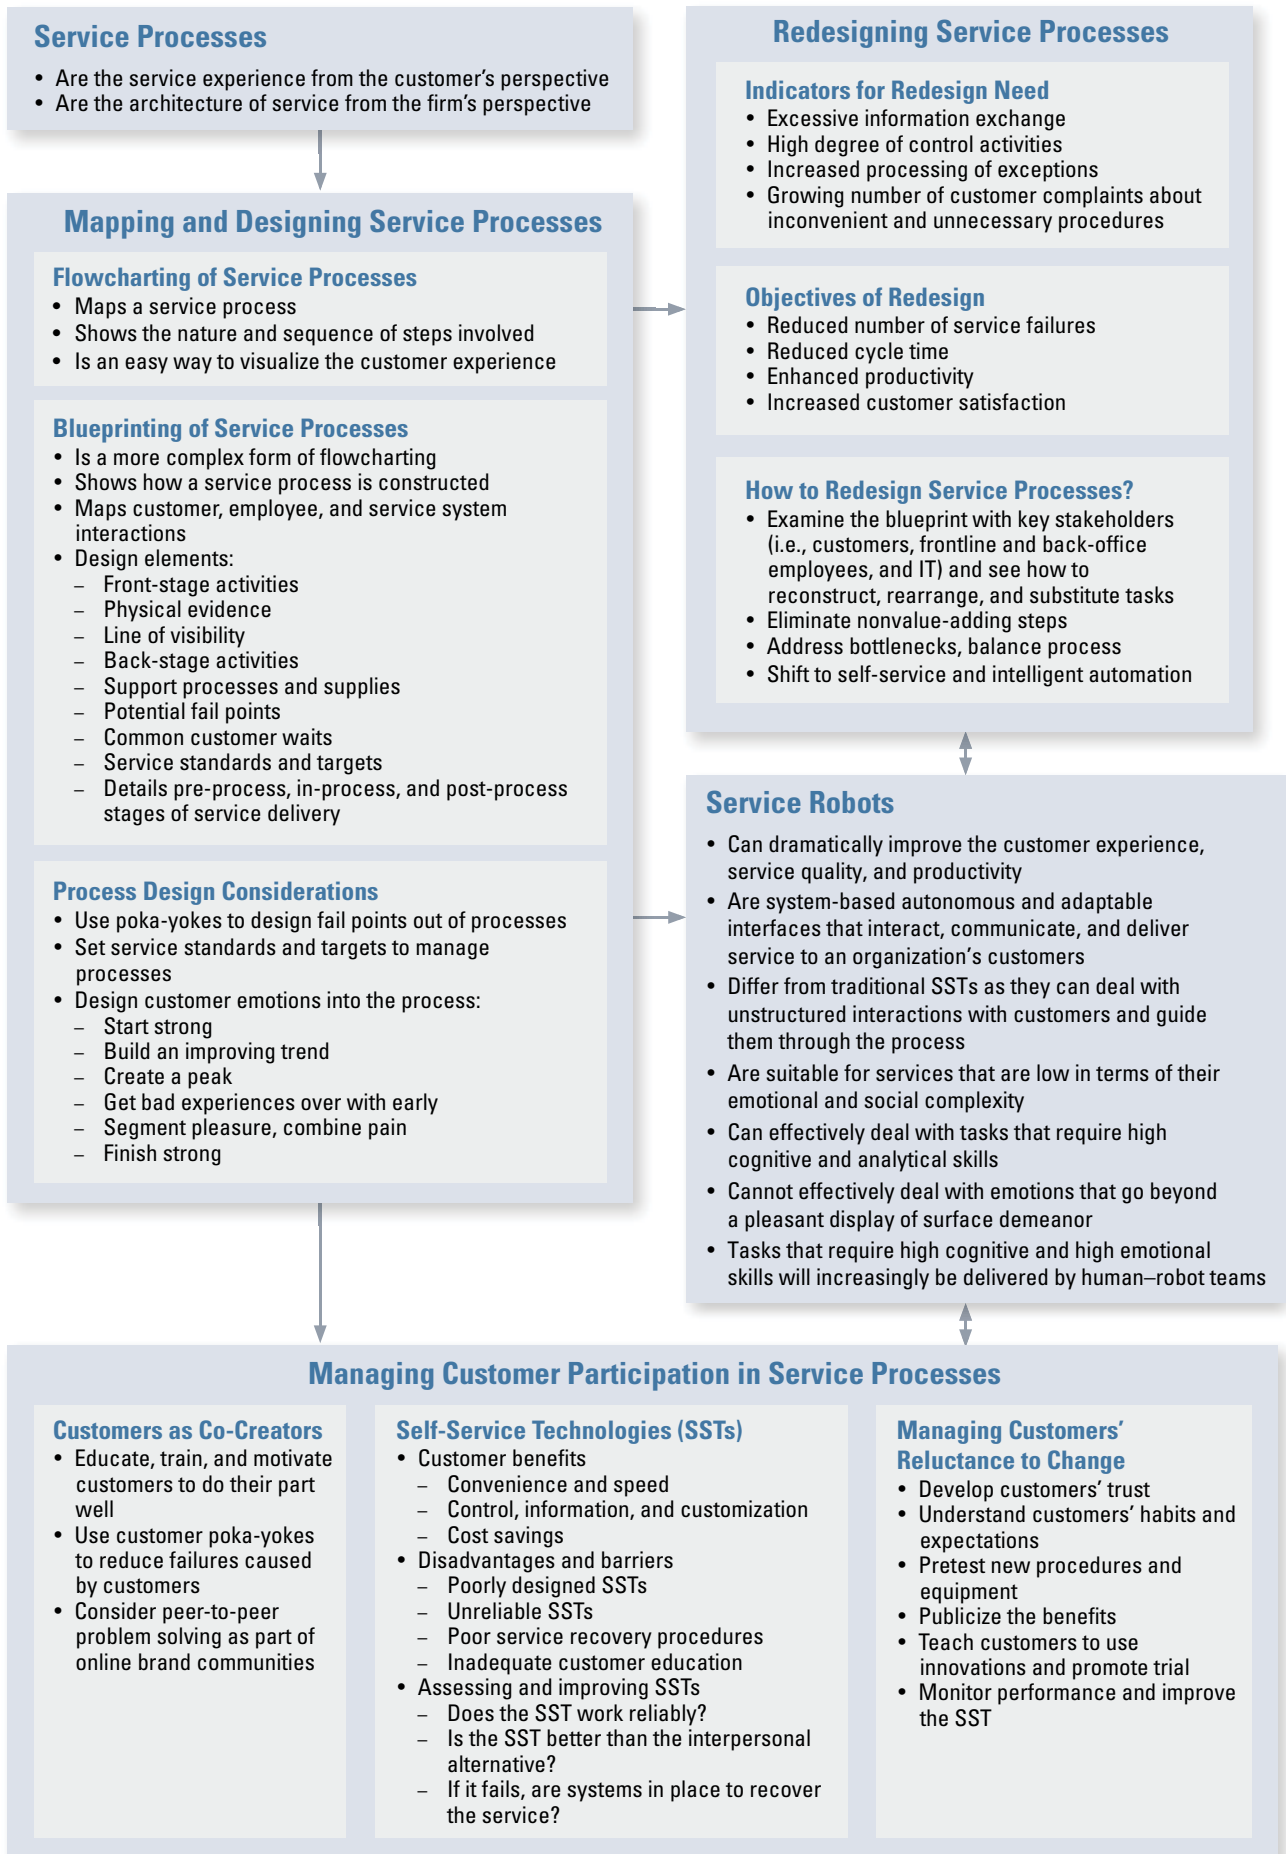 Service Processes
• Are the service experience from the customer's perspective
• Are the architecture of service from the firm's perspective
Mapping and Designing Service Processes
Flowcharting of Service Processes
• Maps a service process
• Shows the nature and sequence of steps involved
• Is an easy way to visualize the customer experience
Blueprinting of Service Processes
• Is a more complex form of flowcharting
• Shows how a service process is constructed
• Maps customer, employee, and service system
interactions
• Design elements:
– Front-stage activities
– Physical evidence
– Line of visibility
– Back-stage activities
– Support processes and supplies
– Potential fail points
– Common customer waits
– Service standards and targets
– Details pre-process, in-process, and post-process
stages of service delivery
Process Design Considerations
• Use poka-yokes to design fail points out of processes
• Set service standards and targets to manage
processes
• Design customer emotions into the process:
– Start strong
– Build an improving trend
– Create a peak
– Get bad experiences over with early
– Segment pleasure, combine pain
– Finish strong
Redesigning Service Processes
Indicators for Redesign Need
• Excessive information exchange
• High degree of control activities
• Increased processing of exceptions
• Growing number of customer complaints about
inconvenient and unnecessary procedures
Objectives of Redesign
• Reduced number of service failures
• Reduced cycle time
• Enhanced productivity
• Increased customer satisfaction
How to Redesign Service Processes?
• Examine the blueprint with key stakeholders
(i.e., customers, frontline and back-office
employees, and IT) and see how to
reconstruct, rearrange, and substitute tasks
• Eliminate nonvalue-adding steps
• Address bottlenecks, balance process
• Shift to self-service and intelligent automation
Service Robots
• Can dramatically improve the customer experience,
service quality, and productivity
• Are system-based autonomous and adaptable
interfaces that interact, communicate, and deliver
service to an organization's customers
• Differ from traditional SSTs as they can deal with
unstructured interactions with customers and guide
them through the process
• Are suitable for services that are low in terms of their
emotional and social complexity
• Can effectively deal with tasks that require high
cognitive and analytical skills
• Cannot effectively deal with emotions that go beyond
a pleasant display of surface demeanor
• Tasks that require high cognitive and high emotional
skills will increasingly be delivered by human–robot teams
Managing Customer Participation in Service Processes
Customers as Co-Creators
• Educate, train, and motivate
customers to do their part
well
• Use customer poka-yokes
to reduce failures caused
by customers
• Consider peer-to-peer
problem solving as part of
online brand communities
Self-Service Technologies (SSTs)
• Customer benefits
– Convenience and speed
– Control, information, and customization
– Cost savings
• Disadvantages and barriers
– Poorly designed SSTs
– Unreliable SSTs
– Poor service recovery procedures
– Inadequate customer education
• Assessing and improving SSTs
– Does the SST work reliably?
– Is the SST better than the interpersonal
alternative?
– If it fails, are systems in place to recover
the service?
Managing Customers'
Reluctance to Change
• Develop customers' trust
• Understand customers' habits and
expectations
• Pretest new procedures and
equipment
• Publicize the benefits
• Teach customers to use
innovations and promote trial
• Monitor performance and improve
the SST